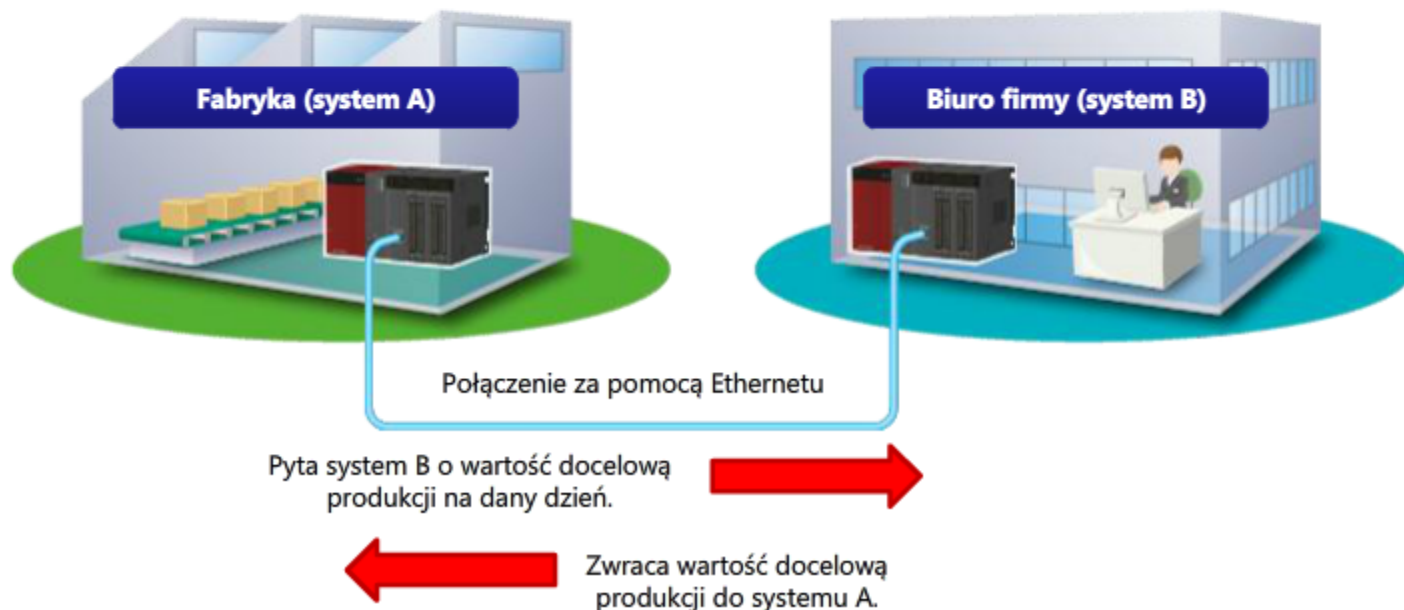 Fabryka (system A)
Biuro firmy (system B)
Połączenie za pomocą Ethernetu
Pyta system B o wartość docelową
produkcji na dany dzień.
Zwraca wartość docelową
produkcji do systemu A.